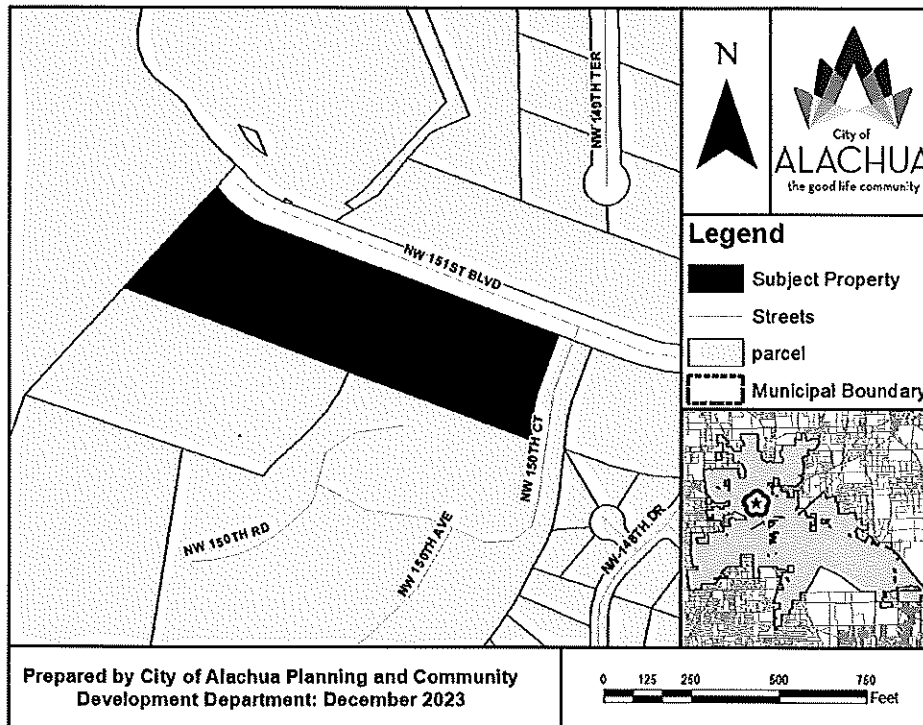 NW 149TH TER
NW 151ST BLVD
NW 150TH CT
NW 150TH RD
NW 150TH AVE
NW 148TH DR
N
City of
ALACHUA
the good life community
Legend
Subject Property
Streets
parcel
Municipal Boundary
Prepared by City of Alachua Planning and Community
Development Department: December 2023
0 125 250 500 750
Feet